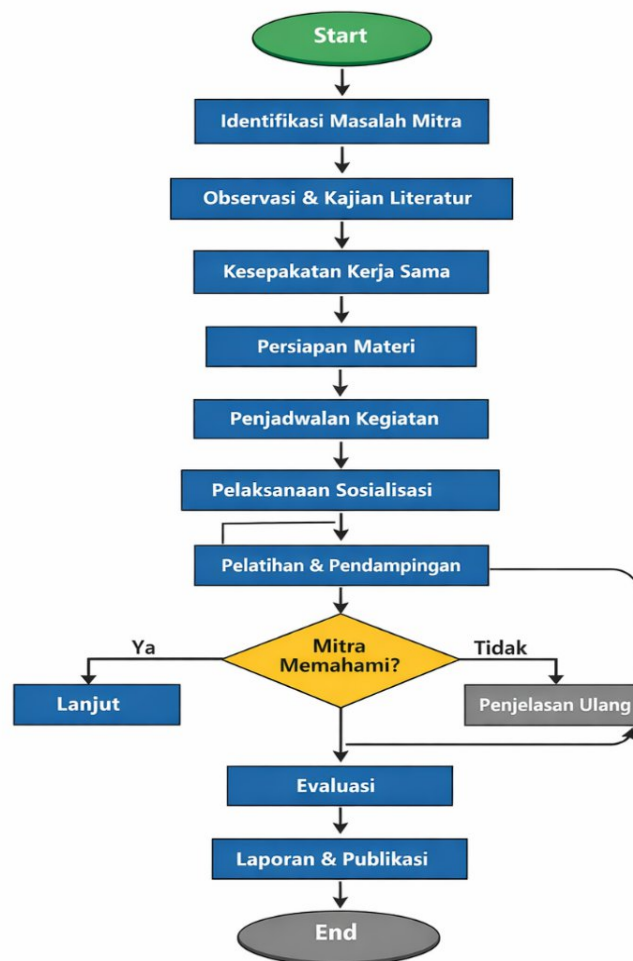 Start
Identifikasi Masalah Mitra
Observasi & Kajian Literatur
Kesepakatan Kerja Sama
Persiapan Materi
Penjadwalan Kegiatan
Pelaksanaan Sosialisasi
Pelatihan & Pendampingan
Mitra
Memahami?
Ya
Tidak
Lanjut
Penjelasan Ulang
Evaluasi
Laporan & Publikasi
End